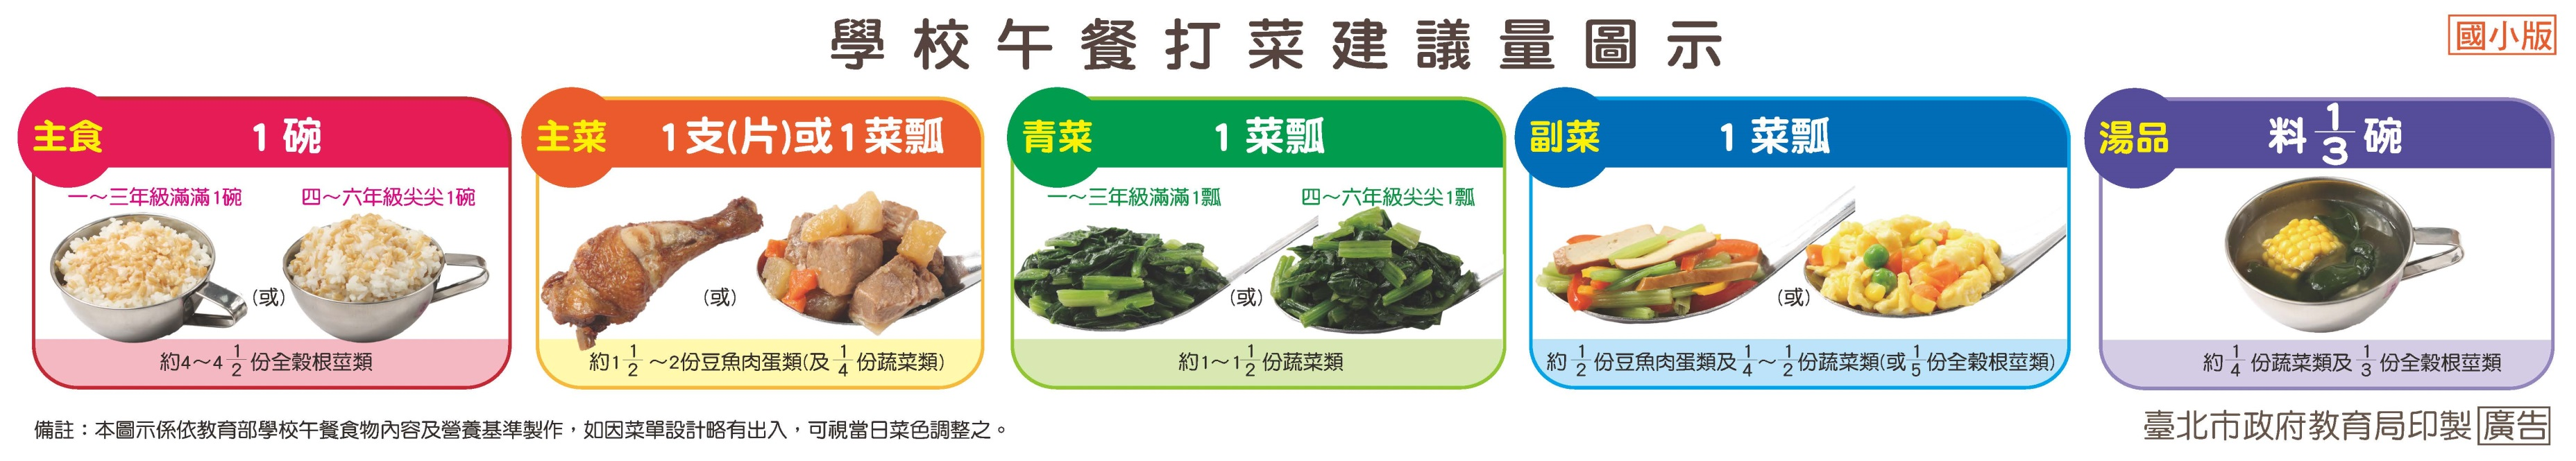 學校午餐打菜建議量圖示
國小版
主食
1 碗
一～三年級滿滿1碗
四～六年級尖尖1碗
(或)
約4～4 1/2 份全穀根莖類
主菜
1支(片)或1菜瓢
(或)
約1 1/2 ～2份豆魚肉蛋類(及 1/4 份蔬菜類)
青菜
1 菜瓢
一～三年級滿滿1瓢
四～六年級尖尖1瓢
(或)
約1～1 1/2 份蔬菜類
副菜
1 菜瓢
(或)
約 1/2 份豆魚肉蛋類及 1/4 ～ 1/2 份蔬菜類(或 1/5 份全穀根莖類)
湯品
料 1/3 碗
約 1/4 份蔬菜類及 1/3 份全穀根莖類
備註：本圖示係依教育部學校午餐食物內容及營養基準製作，如因菜單設計略有出入，可視當日菜色調整之。
臺北市政府教育局印製 廣告